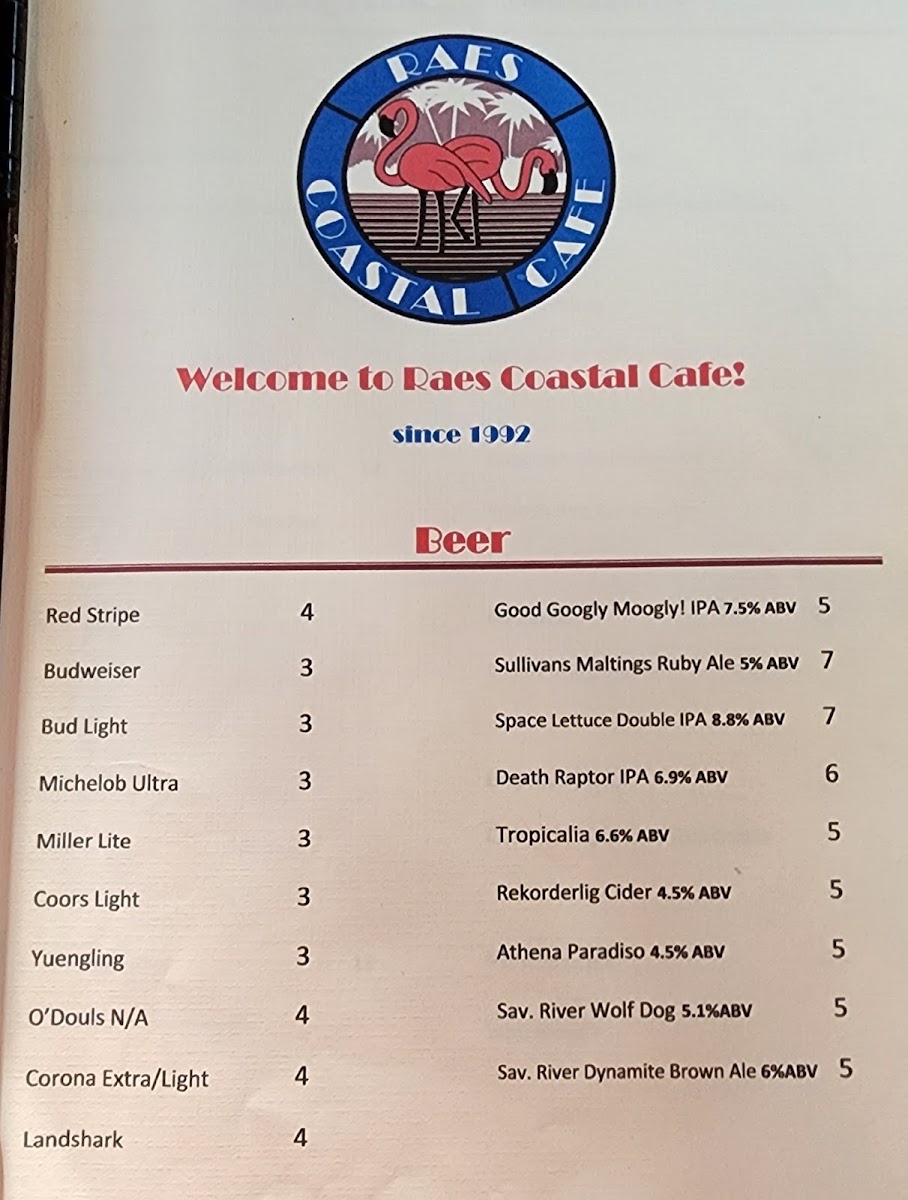 RAES
COASTAL CAFE
Welcome to Raes Coastal Cafe!
since 1992
Beer
Red Stripe 4
Budweiser 3
Bud Light 3
Michelob Ultra 3
Miller Lite 3
Coors Light 3
Yuengling 3
O'Douls N/A 4
Corona Extra/Light 4
Landshark 4
Good Googly Moogly! IPA 7.5% ABV 5
Sullivans Maltings Ruby Ale 5% ABV 7
Space Lettuce Double IPA 8.8% ABV 7
Death Raptor IPA 6.9% ABV 6
Tropicalia 6.6% ABV 5
Rekorderlig Cider 4.5% ABV 5
Athena Paradiso 4.5% ABV 5
Sav. River Wolf Dog 5.1%ABV 5
Sav. River Dynamite Brown Ale 6%ABV 5